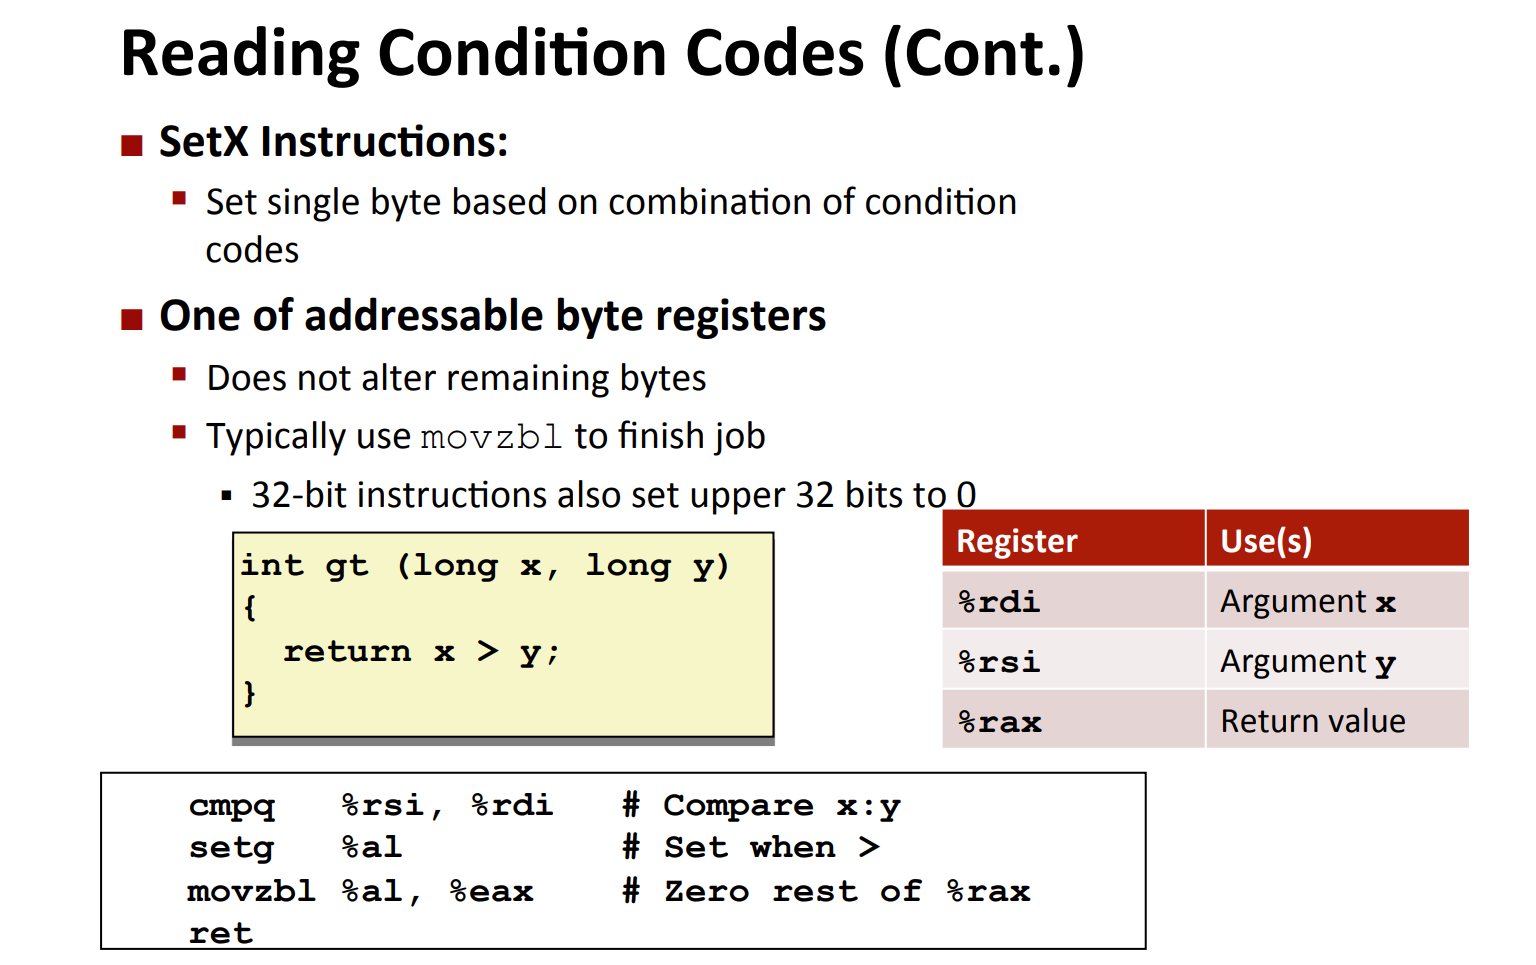 Reading Condition Codes (Cont.)
SetX Instructions:
Set single byte based on combination of condition
codes
One of addressable byte registers
Does not alter remaining bytes
Typically use movzbl to finish job
32-bit instructions also set upper 32 bits to 0
int gt (long x, long y)
{
  return x > y;
}
Register Use(s)
%rdi Argument x
%rsi Argument y
%rax Return value
cmpq %rsi, %rdi # Compare x:y
setg %al # Set when >
movzbl %al, %eax # Zero rest of %rax
ret